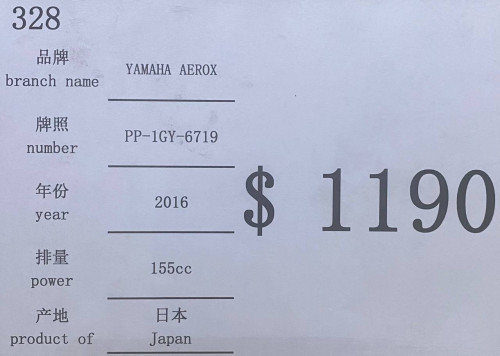 328
品牌
branch name
YAMAHA AEROX
牌照
number
PP-1GY-6719
年份
year
2016
$ 1190
排量
power
155cc
产地
product of
日本
Japan